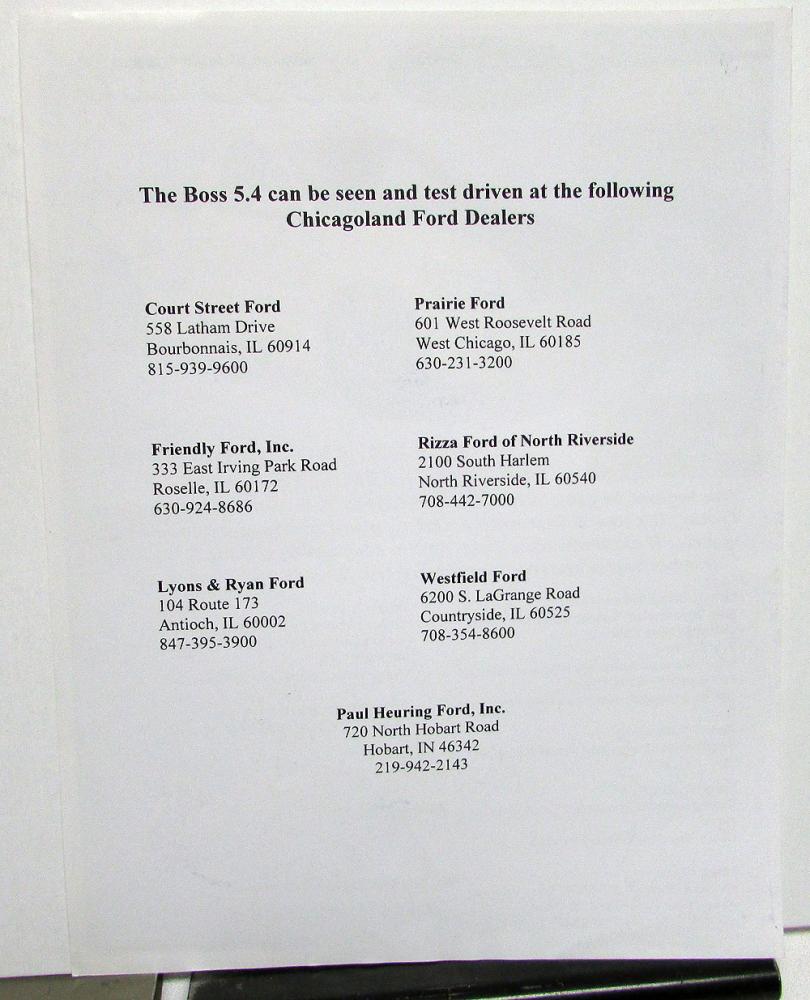 The Boss 5.4 can be seen and test driven at the following
Chicagoland Ford Dealers
Court Street Ford
558 Latham Drive
Bourbonnais, IL 60914
815-939-9600
Prairie Ford
601 West Roosevelt Road
West Chicago, IL 60185
630-231-3200
Friendly Ford, Inc.
333 East Irving Park Road
Roselle, IL 60172
630-924-8686
Rizza Ford of North Riverside
2100 South Harlem
North Riverside, IL 60540
708-442-7000
Lyons & Ryan Ford
104 Route 173
Antioch, IL 60002
847-395-3900
Westfield Ford
6200 S. LaGrange Road
Countryside, IL 60525
708-354-8600
Paul Heuring Ford, Inc.
720 North Hobart Road
Hobart, IN 46342
219-942-2143